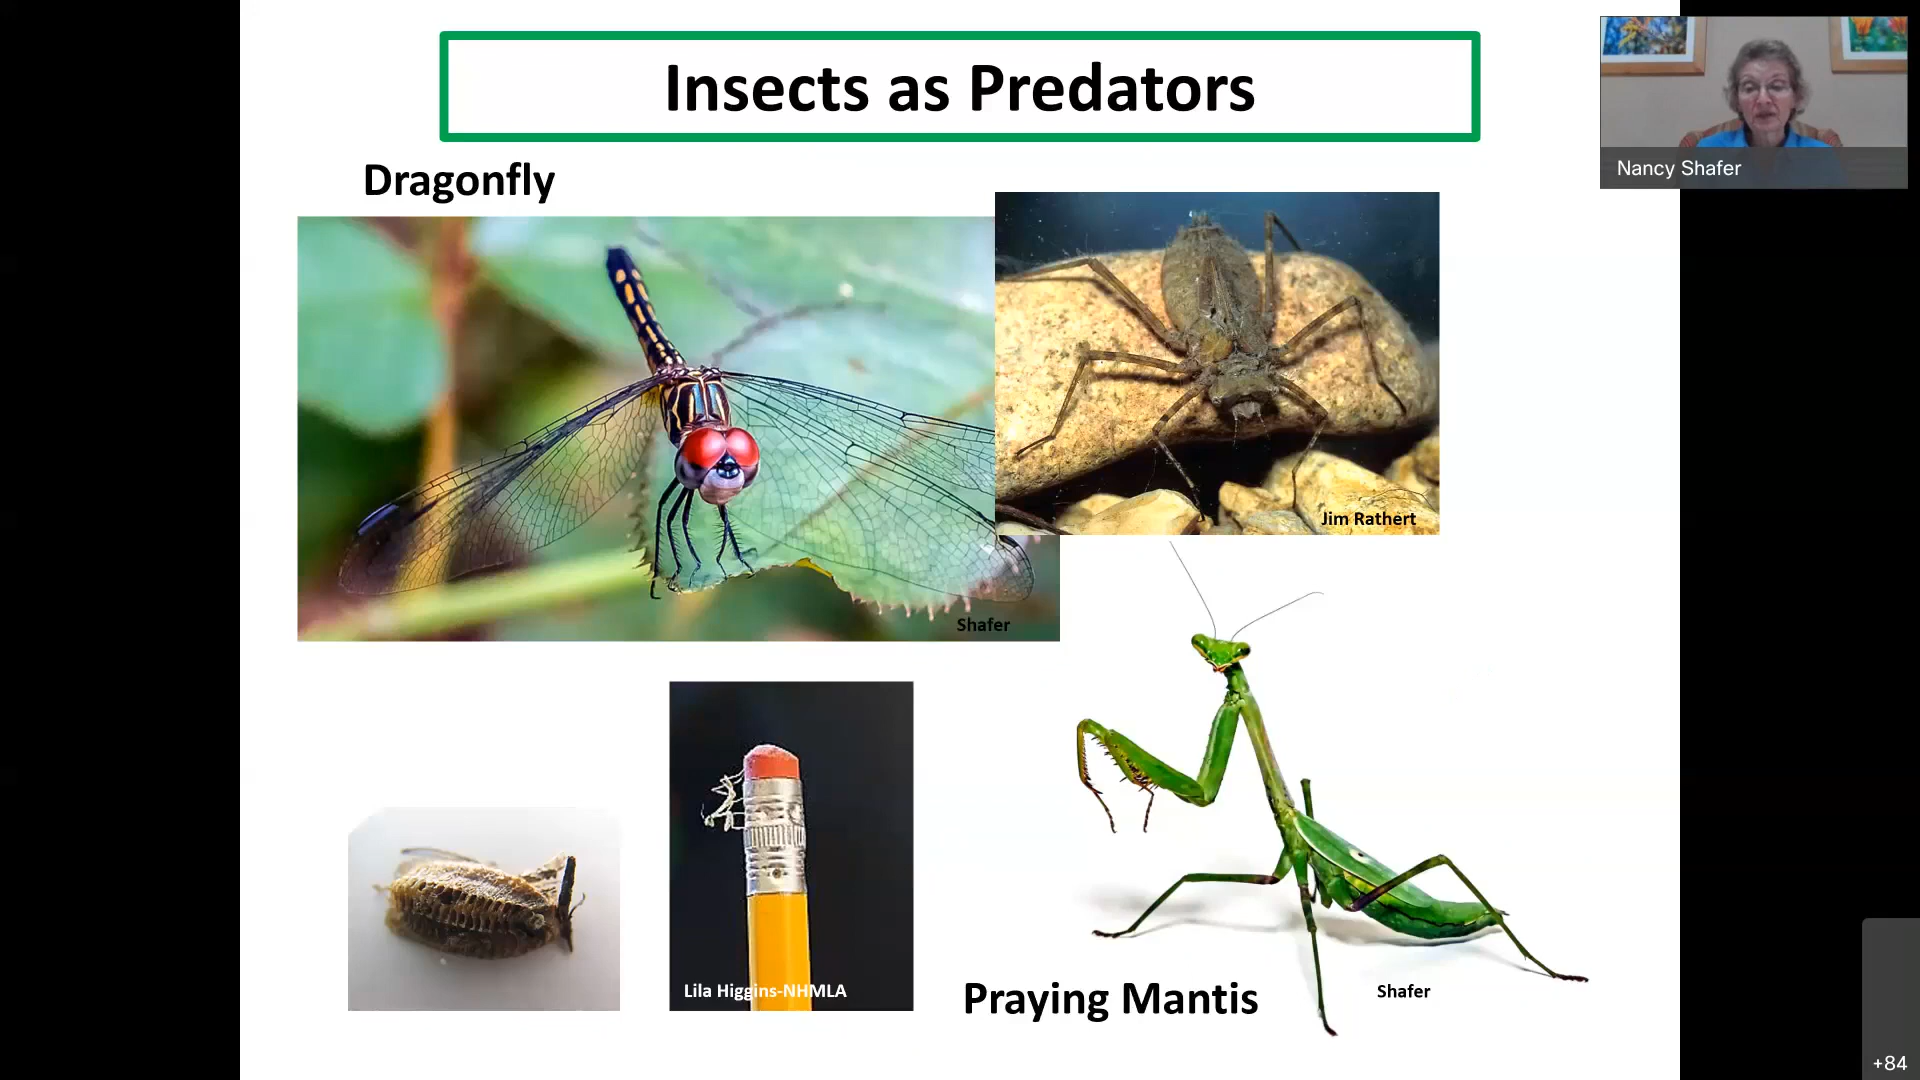 Insects as Predators
Nancy Shafer
Dragonfly
Jim Rathert
Shafer
Lila Higgins-NHMLA
Praying Mantis
Shafer
+84